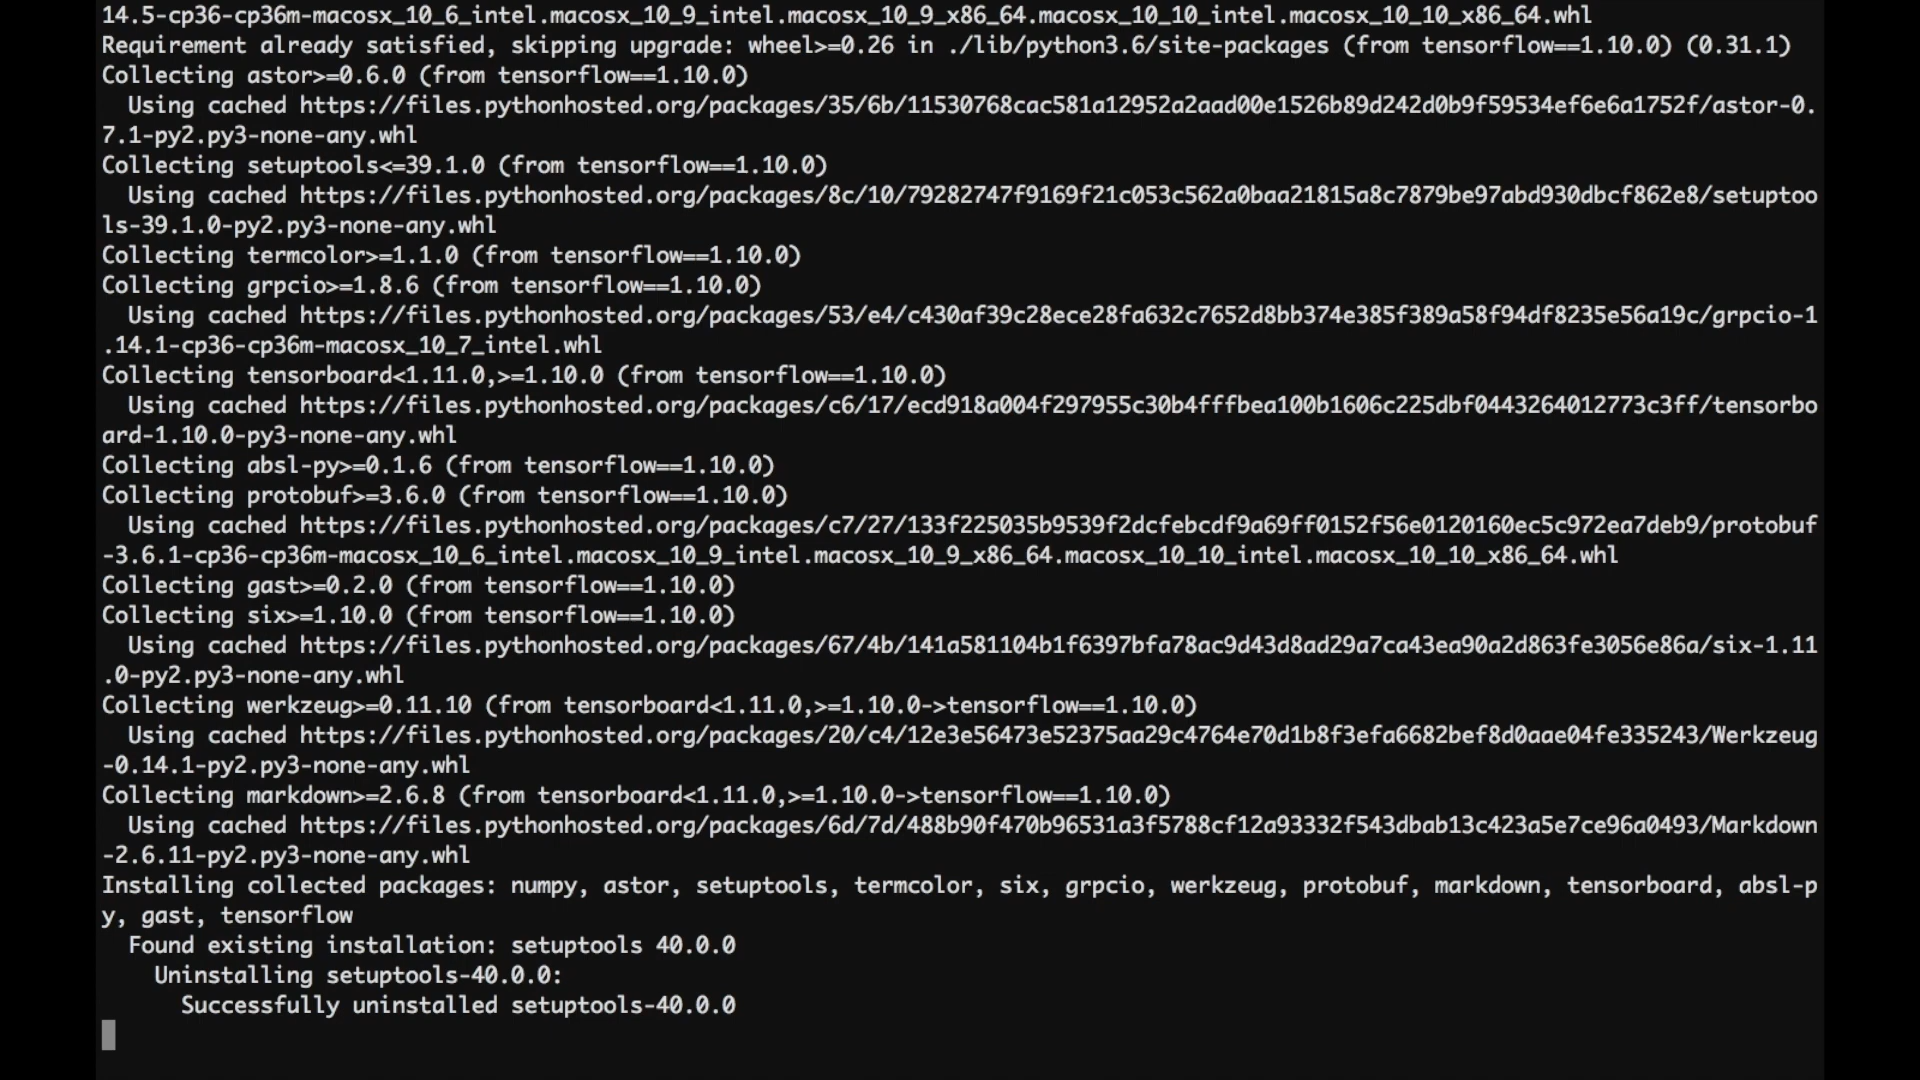 14.5-cp36-cp36m-macosx_10_6_intel.macosx_10_9_intel.macosx_10_9_x86_64.macosx_10_10_intel.macosx_10_10_x86_64.whl
Requirement already satisfied, skipping upgrade: wheel>=0.26 in ./lib/python3.6/site-packages (from tensorflow==1.10.0) (0.31.1)
Collecting astor>=0.6.0 (from tensorflow==1.10.0)
  Using cached https://files.pythonhosted.org/packages/35/6b/11530768cac581a12952a2aad00e1526b89d242d0b9f59534ef6e6a1752f/astor-0.
7.1-py2.py3-none-any.whl
Collecting setuptools<=39.1.0 (from tensorflow==1.10.0)
  Using cached https://files.pythonhosted.org/packages/8c/10/79282747f9169f21c053c562a0baa21815a8c7879be97abd930dbcf862e8/setuptoo
ls-39.1.0-py2.py3-none-any.whl
Collecting termcolor>=1.1.0 (from tensorflow==1.10.0)
Collecting grpcio>=1.8.6 (from tensorflow==1.10.0)
  Using cached https://files.pythonhosted.org/packages/53/e4/c430af39c28ece28fa632c7652d8bb374e385f389a58f94df8235e56a19c/grpcio-1
.14.1-cp36-cp36m-macosx_10_7_intel.whl
Collecting tensorboard<1.11.0,>=1.10.0 (from tensorflow==1.10.0)
  Using cached https://files.pythonhosted.org/packages/c6/17/ecd918a004f297955c30b4fffbea100b1606c225dbf0443264012773c3ff/tensorbo
ard-1.10.0-py3-none-any.whl
Collecting absl-py>=0.1.6 (from tensorflow==1.10.0)
Collecting protobuf>=3.6.0 (from tensorflow==1.10.0)
  Using cached https://files.pythonhosted.org/packages/c7/27/133f225035b9539f2dcfebcdf9a69ff0152f56e0120160ec5c972ea7deb9/protobuf
-3.6.1-cp36-cp36m-macosx_10_6_intel.macosx_10_9_intel.macosx_10_9_x86_64.macosx_10_10_intel.macosx_10_10_x86_64.whl
Collecting gast>=0.2.0 (from tensorflow==1.10.0)
Collecting six>=1.10.0 (from tensorflow==1.10.0)
  Using cached https://files.pythonhosted.org/packages/67/4b/141a581104b1f6397bfa78ac9d43d8ad29a7ca43ea90a2d863fe3056e86a/six-1.11
.0-py2.py3-none-any.whl
Collecting werkzeug>=0.11.10 (from tensorboard<1.11.0,>=1.10.0->tensorflow==1.10.0)
  Using cached https://files.pythonhosted.org/packages/20/c4/12e3e56473e52375aa29c4764e70d1b8f3efa6682bef8d0aae04fe335243/Werkzeug
-0.14.1-py2.py3-none-any.whl
Collecting markdown>=2.6.8 (from tensorboard<1.11.0,>=1.10.0->tensorflow==1.10.0)
  Using cached https://files.pythonhosted.org/packages/6d/7d/488b90f470b96531a3f5788cf12a93332f543dbab13c423a5e7ce96a0493/Markdown
-2.6.11-py2.py3-none-any.whl
Installing collected packages: numpy, astor, setuptools, termcolor, six, grpcio, werkzeug, protobuf, markdown, tensorboard, absl-p
y, gast, tensorflow
  Found existing installation: setuptools 40.0.0
    Uninstalling setuptools-40.0.0:
      Successfully uninstalled setuptools-40.0.0